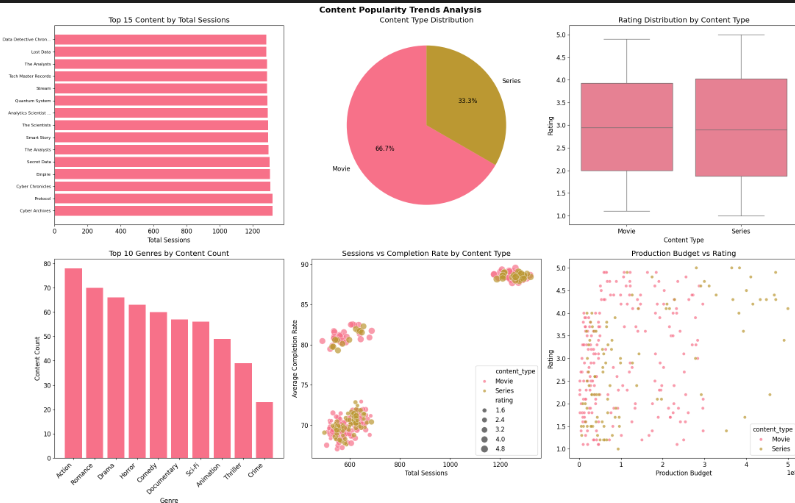 Content Popularity Trends Analysis
Top 15 Content by Total Sessions
Data Detective Chron...
Lost Data
The Analysts
Tech Master Records
Stream
Quantum System
Analytics Scientist...
The Scientists
Smart Story
The Analysts
Secret Data
Engine
Cyber Chronicles
Protocol
Cyber Archives
0 200 400 600 800 1000 1200
Total Sessions
Content Type Distribution
Series
33.3%
66.7%
Movie
Rating Distribution by Content Type
Rating
5.0
4.5
4.0
3.5
3.0
2.5
2.0
1.5
1.0
Movie Series
Content Type
Top 10 Genres by Content Count
Content Count
80
70
60
50
40
30
20
10
0
Action Romance Drama Horror Comedy Documentary Sci-Fi Animation Thriller Crime
Genre
Sessions vs Completion Rate by Content Type
Average Completion Rate
90
85
80
75
70
content_type
Movie
Series
rating
1.6
2.4
3.2
4.0
4.8
600 800 1000 1200
Total Sessions
Production Budget vs Rating
Rating
5.0
4.5
4.0
3.5
3.0
2.5
2.0
1.5
1.0
content_type
Movie
Series
0 1 2 3 4 5
Production Budget